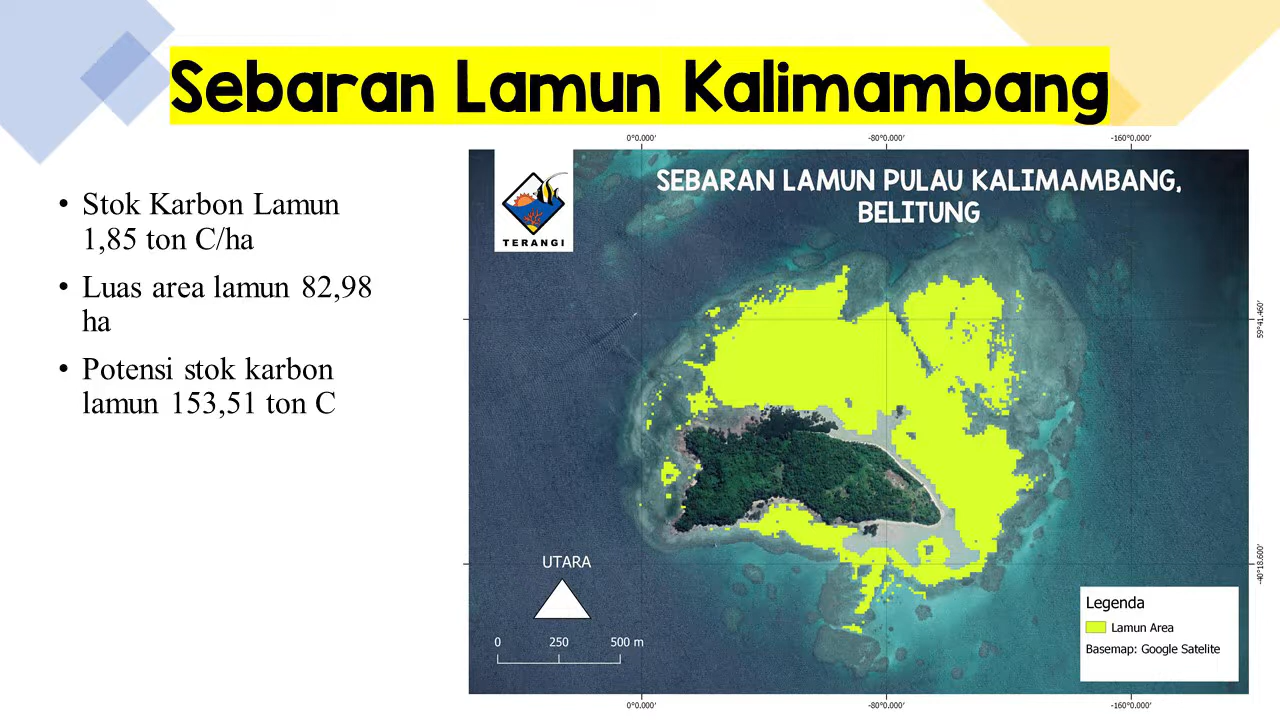 Sebaran Lamun Kalimambang
• Stok Karbon Lamun
1,85 ton C/ha
• Luas area lamun 82,98
ha
• Potensi stok karbon
lamun 153,51 ton C
0°0.000'
-80°0.000'
-160°0.000'
TERANGI
SEBARAN LAMUN PULAU KALIMAMBANG,
BELITUNG
59°41.460'
-40°18.600'
UTARA
0 250 500 m
Legenda
Lamun Area
Basemap: Google Satelite
0°0.000'
-80°0.000'
-160°0.000'